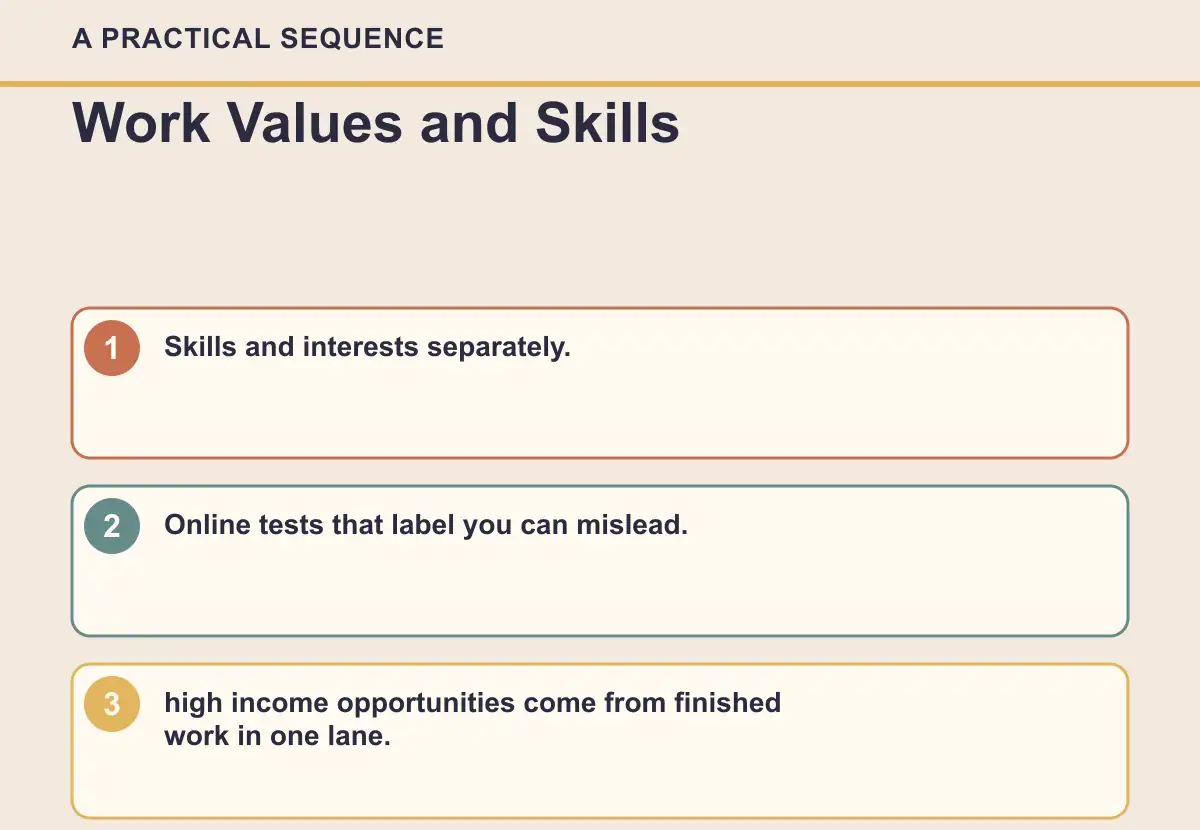 A PRACTICAL SEQUENCE
Work Values and Skills
1
Skills and interests separately.
2
Online tests that label you can mislead.
3
high income opportunities come from finished
work in one lane.